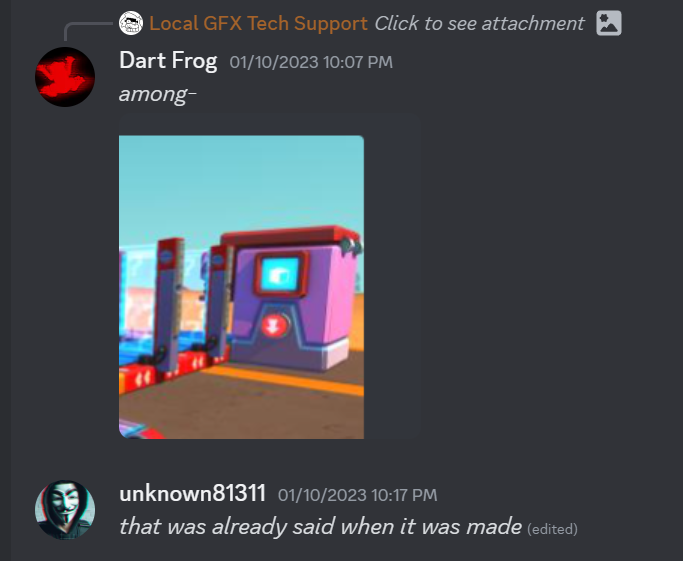 Local GFX Tech Support Click to see attachment
Dart Frog 01/10/2023 10:07 PM
among-
unknown81311 01/10/2023 10:17 PM
that was already said when it was made (edited)